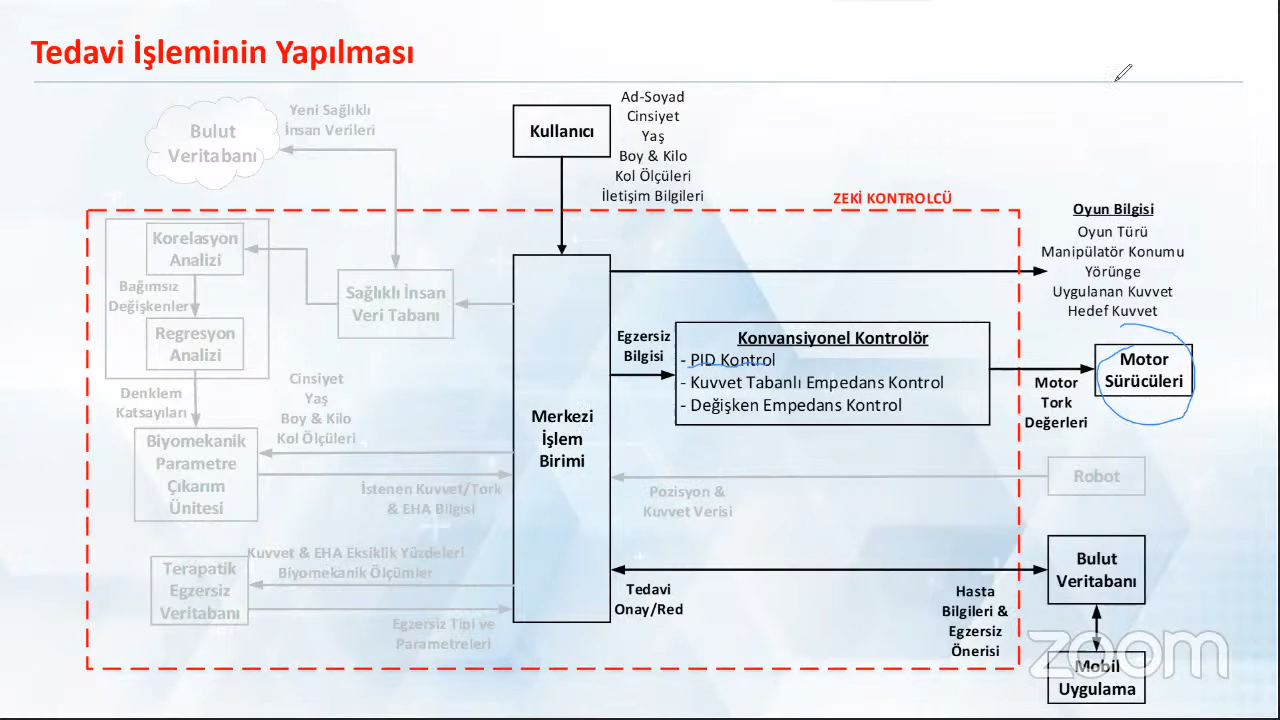 Tedavi İşleminin Yapılması
Bulut
Veritabanı
Yeni Sağlıklı
İnsan Verileri
Kullanıcı
Ad-Soyad
Cinsiyet
Yaş
Boy & Kilo
Kol Ölçüleri
İletişim Bilgileri
ZEKİ KONTROLCÜ
Korelasyon
Analizi
Bağımsız
Değişkenler
Regresyon
Analizi
Sağlıklı İnsan
Veri Tabanı
Denklem
Katsayıları
Cinsiyet
Yaş
Boy & Kilo
Kol Ölçüleri
Biyomekanik
Parametre
Çıkarım
Ünitesi
İstenen Kuvvet/Tork
& EHA Bilgisi
Kuvvet & EHA Eksiklik Yüzdeleri
Biyomekanik Ölçümler
Terapatik
Egzersiz
Veritabanı
Egzersiz Tipi ve
Parametreleri
Merkezi
İşlem
Birimi
Oyun Bilgisi
Oyun Türü
Manipülatör Konumu
Yörünge
Uygulanan Kuvvet
Hedef Kuvvet
Egzersiz
Bilgisi
Konvansiyonel Kontrolör
- PID Kontrol
- Kuvvet Tabanlı Empedans Kontrol
- Değişken Empedans Kontrol
Motor
Tork
Değerleri
Motor
Sürücüleri
Pozisyon &
Kuvvet Verisi
Robot
Tedavi
Onay/Red
Hasta
Bilgileri &
Egzersiz
Önerisi
Bulut
Veritabanı
Mobil
Uygulama
zoom